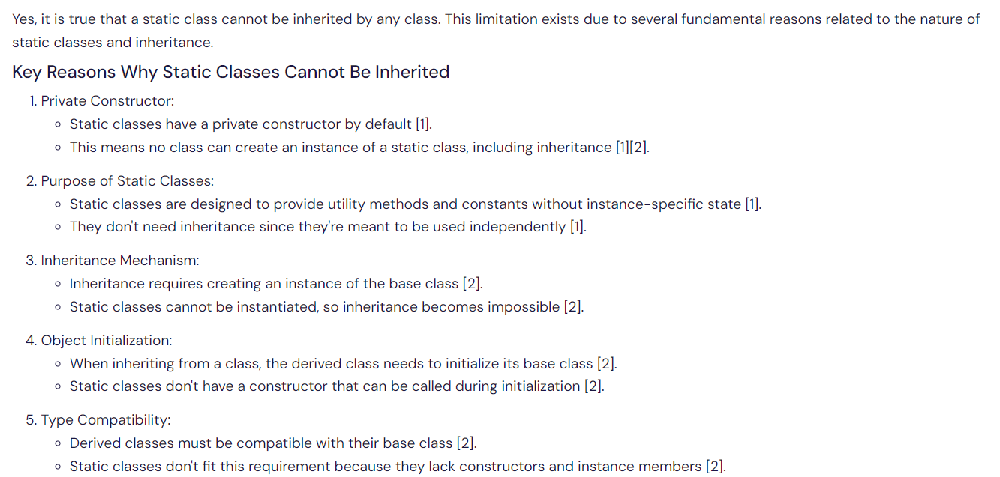 Yes, it is true that a static class cannot be inherited by any class. This limitation exists due to several fundamental reasons related to the nature of
static classes and inheritance.
Key Reasons Why Static Classes Cannot Be Inherited
1. Private Constructor:
◦ Static classes have a private constructor by default [1].
◦ This means no class can create an instance of a static class, including inheritance [1][2].
2. Purpose of Static Classes:
◦ Static classes are designed to provide utility methods and constants without instance-specific state [1].
◦ They don't need inheritance since they're meant to be used independently [1].
3. Inheritance Mechanism:
◦ Inheritance requires creating an instance of the base class [2].
◦ Static classes cannot be instantiated, so inheritance becomes impossible [2].
4. Object Initialization:
◦ When inheriting from a class, the derived class needs to initialize its base class [2].
◦ Static classes don't have a constructor that can be called during initialization [2].
5. Type Compatibility:
◦ Derived classes must be compatible with their base class [2].
◦ Static classes don't fit this requirement because they lack constructors and instance members [2].